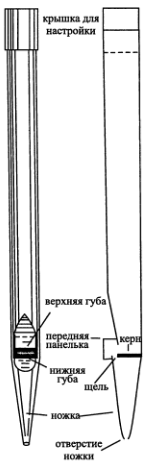 крышка для
настройки
верхняя губа
передняя
панелька
керн
нижняя
губа
щель
ножка
отверстие
ножки